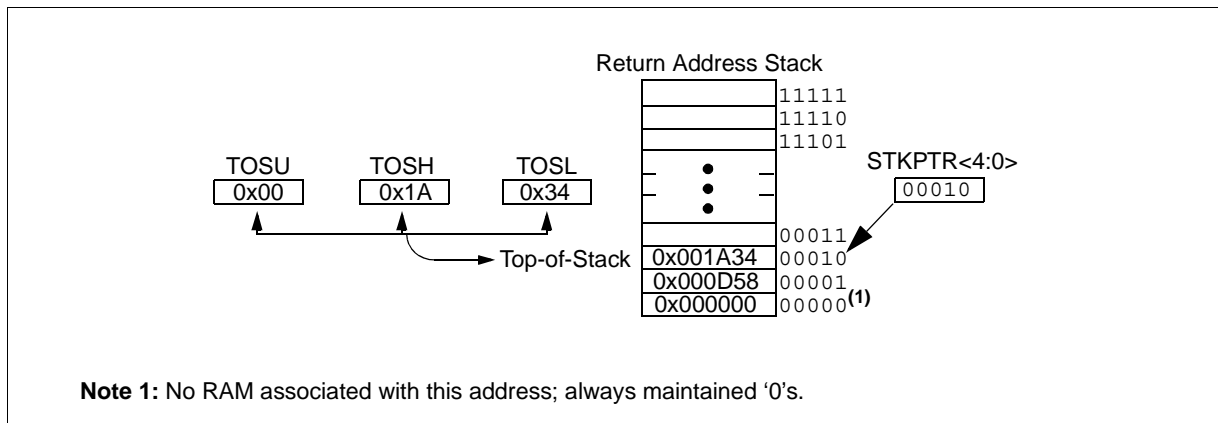 Return Address Stack
11111
11110
11101
TOSU TOSH TOSL
0x00 0x1A 0x34
STKPTR<4:0>
00010
00011
Top-of-Stack 0x001A34 00010
0x000D58 00001
0x000000 00000(1)
Note 1: No RAM associated with this address; always maintained ‘0’s.